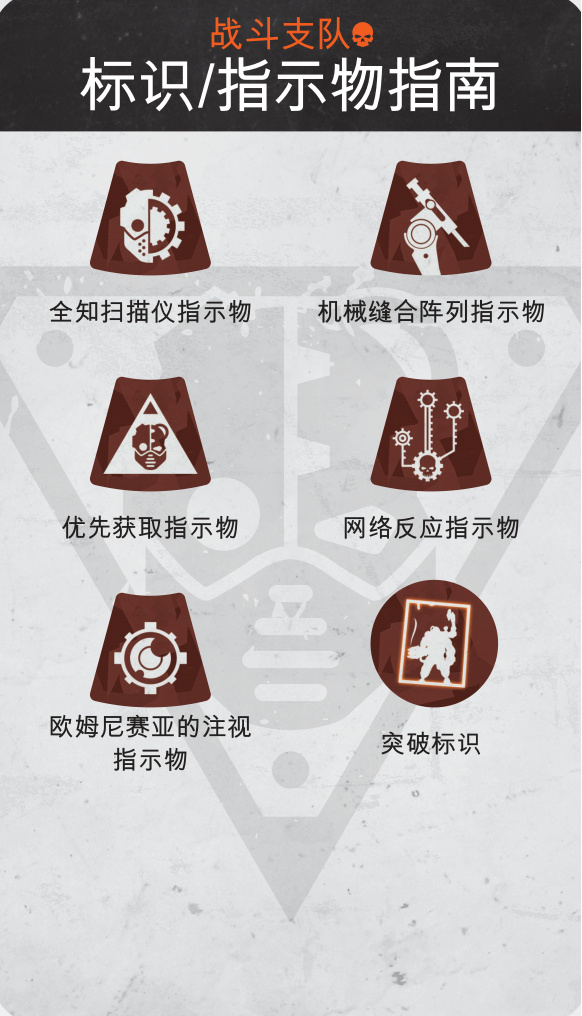 战斗支队
标识/指示物指南
全知扫描仪指示物
机械缝合阵列指示物
优先获取指示物
网络反应指示物
欧姆尼赛亚的注视
指示物
突破标识